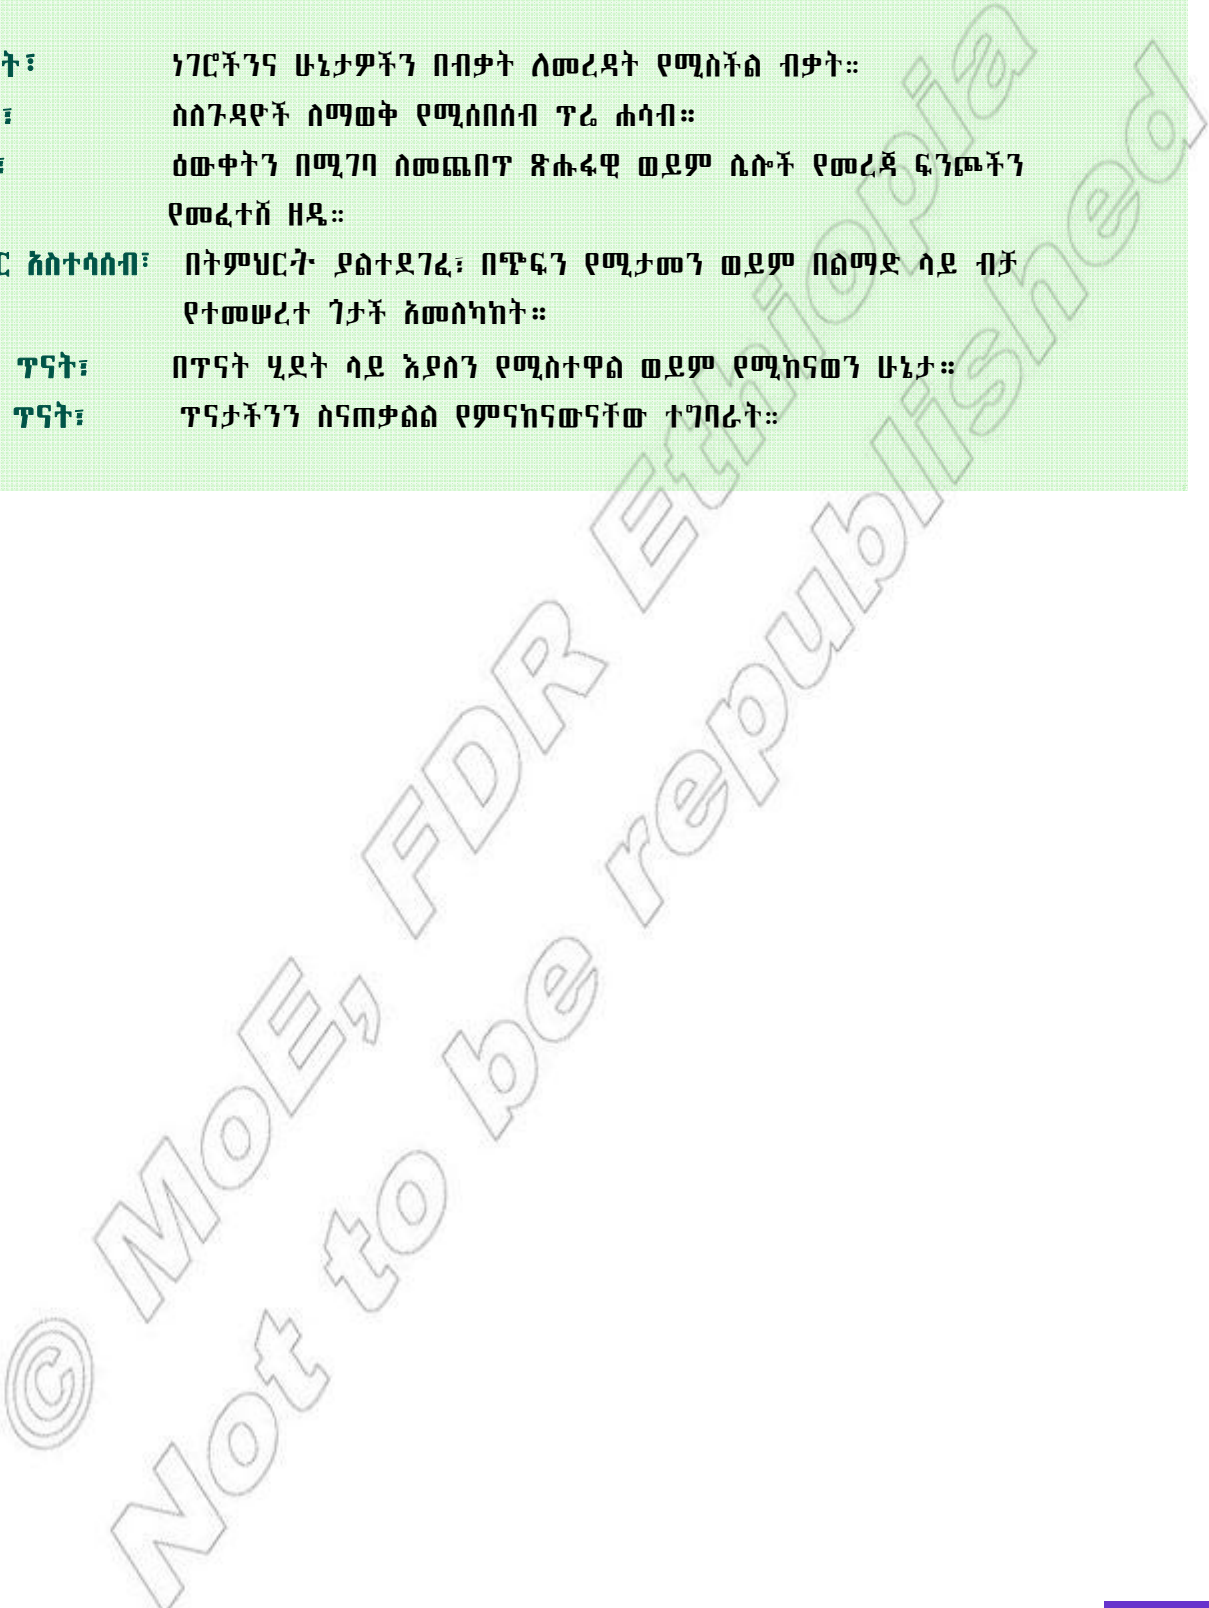 ት፣ ነገሮችንና ሁኔታዎችን በብቃት ለመረዳት የሚስችል ብቃት።
፣ ስለጉዳዮች ለማወቅ የሚሰበሰብ ፕሬ ሐሳብ።
፣ ዕውቀትን በሚገባ ለመጨበጥ ጽሑፋዊ ወይም ሌሎች የመረጃ ፍንጮችን
የመፈተሸ ዘዴ።
ር አስተሳሰብ፣ በትምህርት ያልተደገፈ፣ በጭፍን የሚታመን ወይም በልማድ ላይ ብቻ
የተመሠረተ ጎታች አመለካከት።
ጥናት፣ በጥናት ሂደት ላይ እያለን የሚስተዋል ወይም የሚከናወን ሁኔታ።
ጥናት፣ ጥናታችንን ስናጠቃልል የምናከናውናቸው ተግባራት።
© MoE, FDR Ethiopia
Not to be republished